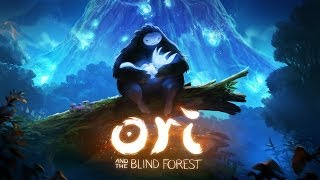 ori
AND THE BLIND FOREST